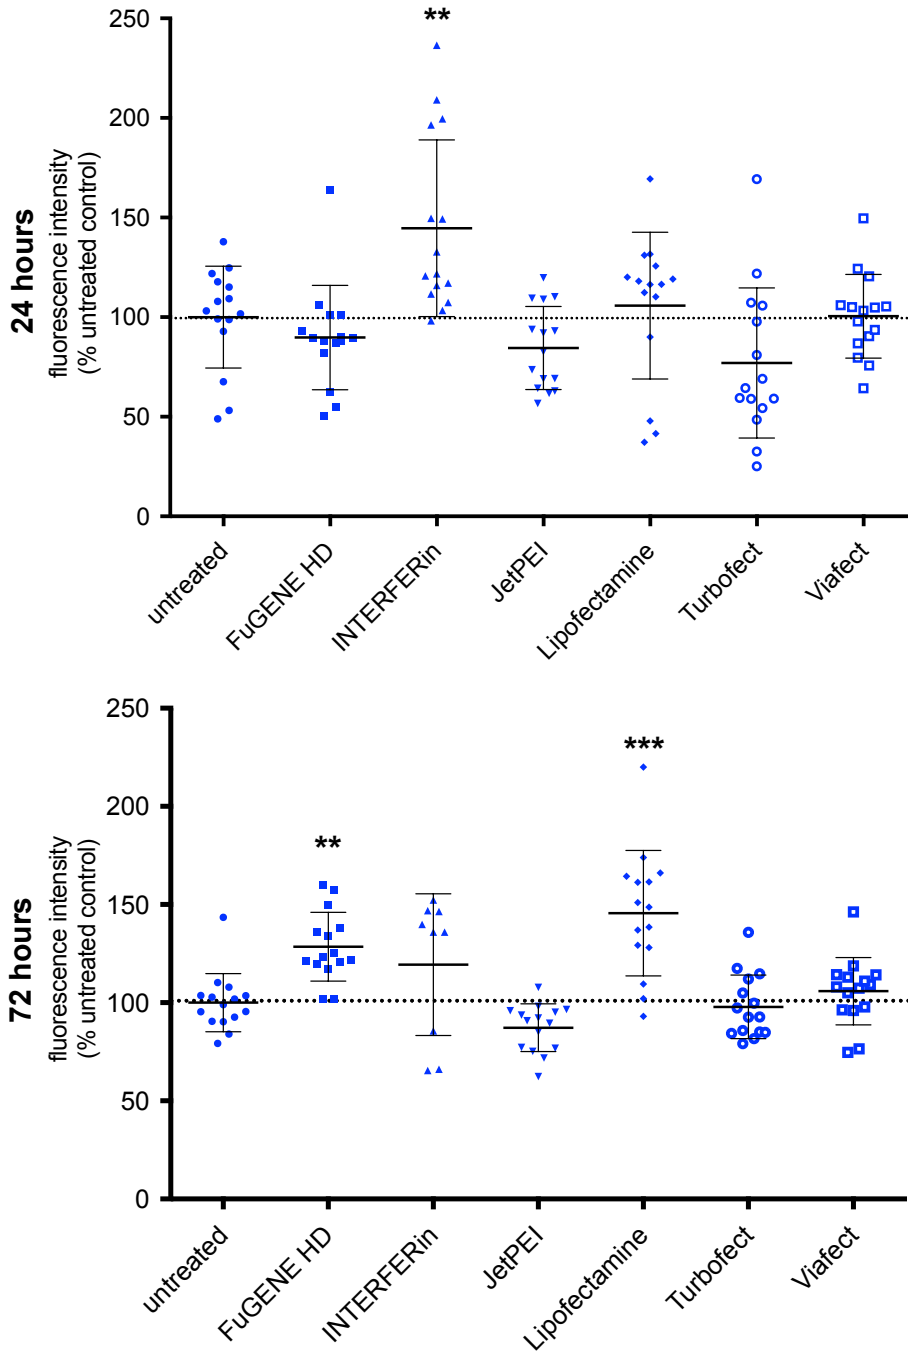 **
250
200
150
100
50
0
24 hours
fluorescence intensity
(% untreated control)
untreated
FuGENE HD
INTERFERin
JetPEI
Lipofectamine
Turbofect
Viafect
250
200
150
100
50
0
***
**
72 hours
fluorescence intensity
(% untreated control)
untreated
FuGENE HD
INTERFERin
JetPEI
Lipofectamine
Turbofect
Viafect